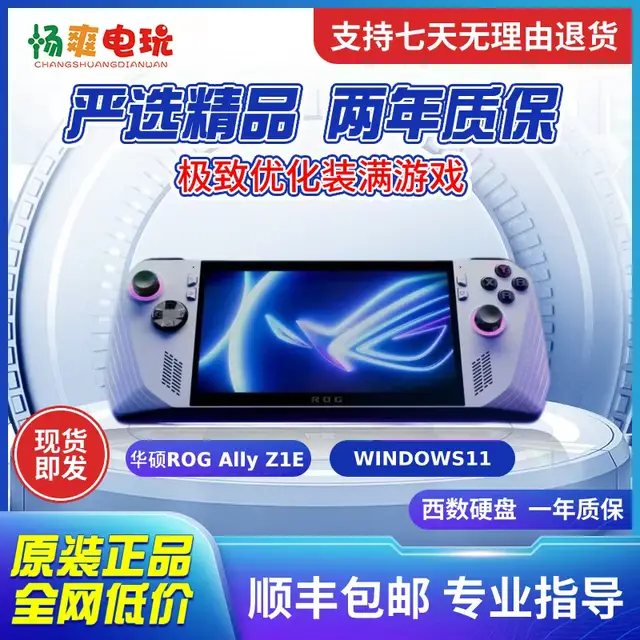 畅爽电玩
CHANGSHUANGDIANWAN
支持七天无理由退货
严选精品 两年质保
极致优化装满游戏
ROG
现货
即发
华硕ROG Ally Z1E
WINDOWS11
西数硬盘 一年质保
原装正品
全网低价
顺丰包邮 专业指导